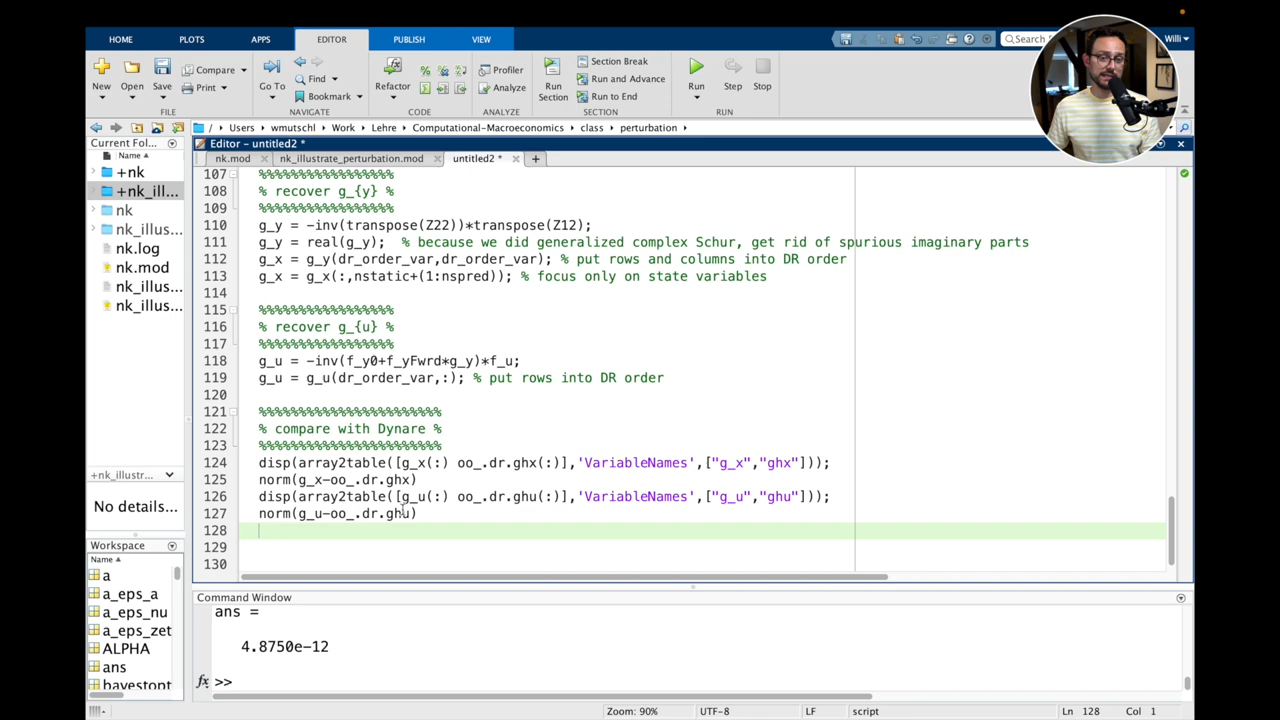 HOME PLOTS APPS EDITOR PUBLISH VIEW Search Willi
New Open Save Compare Print Go To Find Bookmark Refactor Profiler Analyze Run Section Section Break Run and Advance Run to End Run Step Stop
FILE NAVIGATE CODE ANALYZE SECTION RUN
/ Users wmutschl Work Lehre Computational-Macroeconomics class perturbation
Current Fol...
Name
+nk
+nk_ill...
nk
nk_illus...
nk.log
nk.mod
nk_illus...
nk_illus...
+nk_illustr...
No details...
Workspace
Name
a
a_eps_a
a_eps_nu
a_eps_zet
ALPHA
ans
bayestopt
Editor - untitled2 *
nk.mod nk_illustrate_perturbation.mod untitled2 *
107 %%%%%%%%%%%%%%%%%
108 % recover g_{y} %
109 %%%%%%%%%%%%%%%%%
110 g_y = -inv(transpose(Z22))*transpose(Z12);
111 g_y = real(g_y); % because we did generalized complex Schur, get rid of spurious imaginary parts
112 g_x = g_y(dr_order_var,dr_order_var); % put rows and columns into DR order
113 g_x = g_x(:,nstatic+(1:nspred)); % focus only on state variables
114
115 %%%%%%%%%%%%%%%%%
116 % recover g_{u} %
117 %%%%%%%%%%%%%%%%%
118 g_u = -inv(f_y0+f_yFwrd*g_y)*f_u;
119 g_u = g_u(dr_order_var,:); % put rows into DR order
120
121 %%%%%%%%%%%%%%%%%%%%%%%
122 % compare with Dynare %
123 %%%%%%%%%%%%%%%%%%%%%%%
124 disp(array2table([g_x(:) oo_.dr.ghx(:)],'VariableNames',["g_x","ghx"]));
125 norm(g_x-oo_.dr.ghx)
126 disp(array2table([g_u(:) oo_.dr.ghu(:)],'VariableNames',["g_u","ghu"]));
127 norm(g_u-oo_.dr.ghu)
128
129
130
Command Window
ans =
4.8750e-12
fx >>
Zoom: 90% UTF-8 LF script Ln 128 Col 1